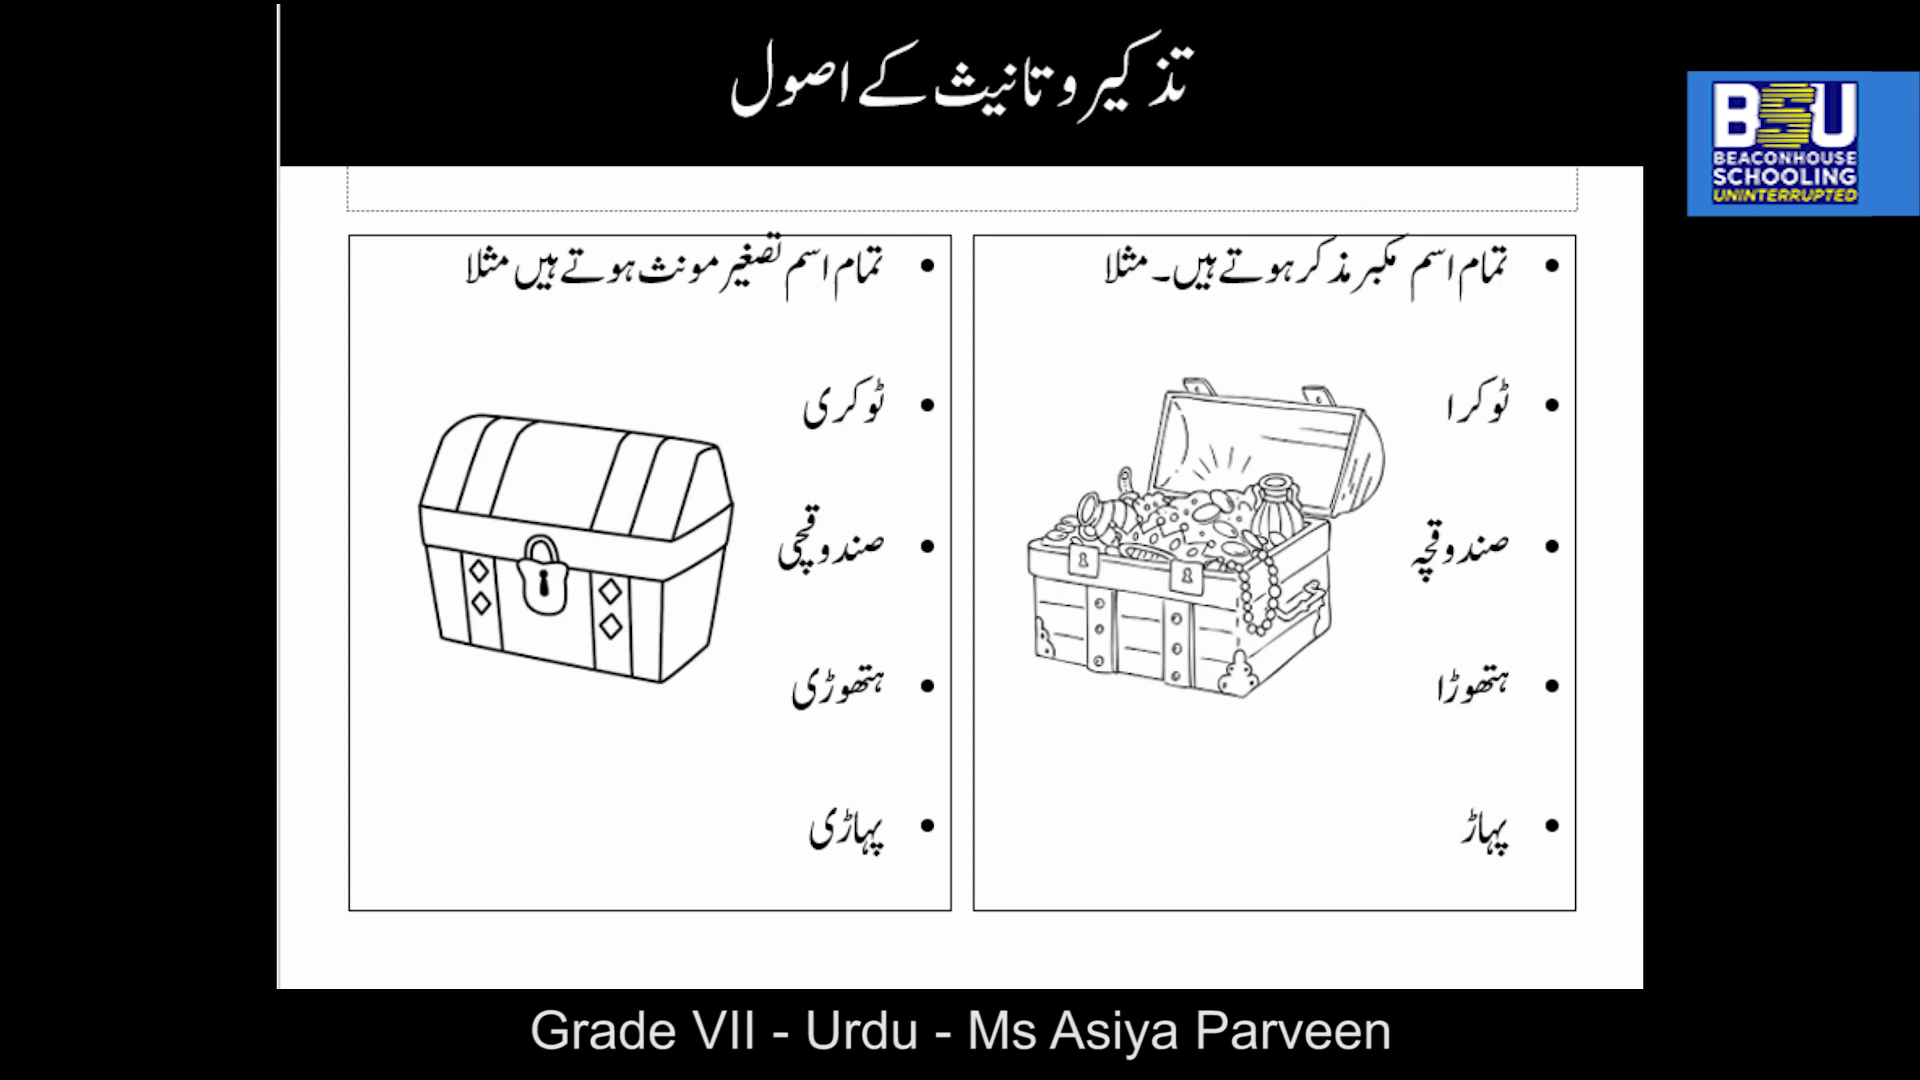 تذکیر و تانیث کے اصول
BSU
BEACONHOUSE
SCHOOLING
UNINTERRUPTED
• تمام اسم مکبر مذکر ہوتے ہیں۔ مثلا
• ٹوکرا
• صندوقچہ
• ہتھوڑا
• پہاڑ
• تمام اسم تصغیر مونث ہوتے ہیں مثلا
• ٹوکری
• صندوقچی
• ہتھوڑی
• پہاڑی
Grade VII - Urdu - Ms Asiya Parveen